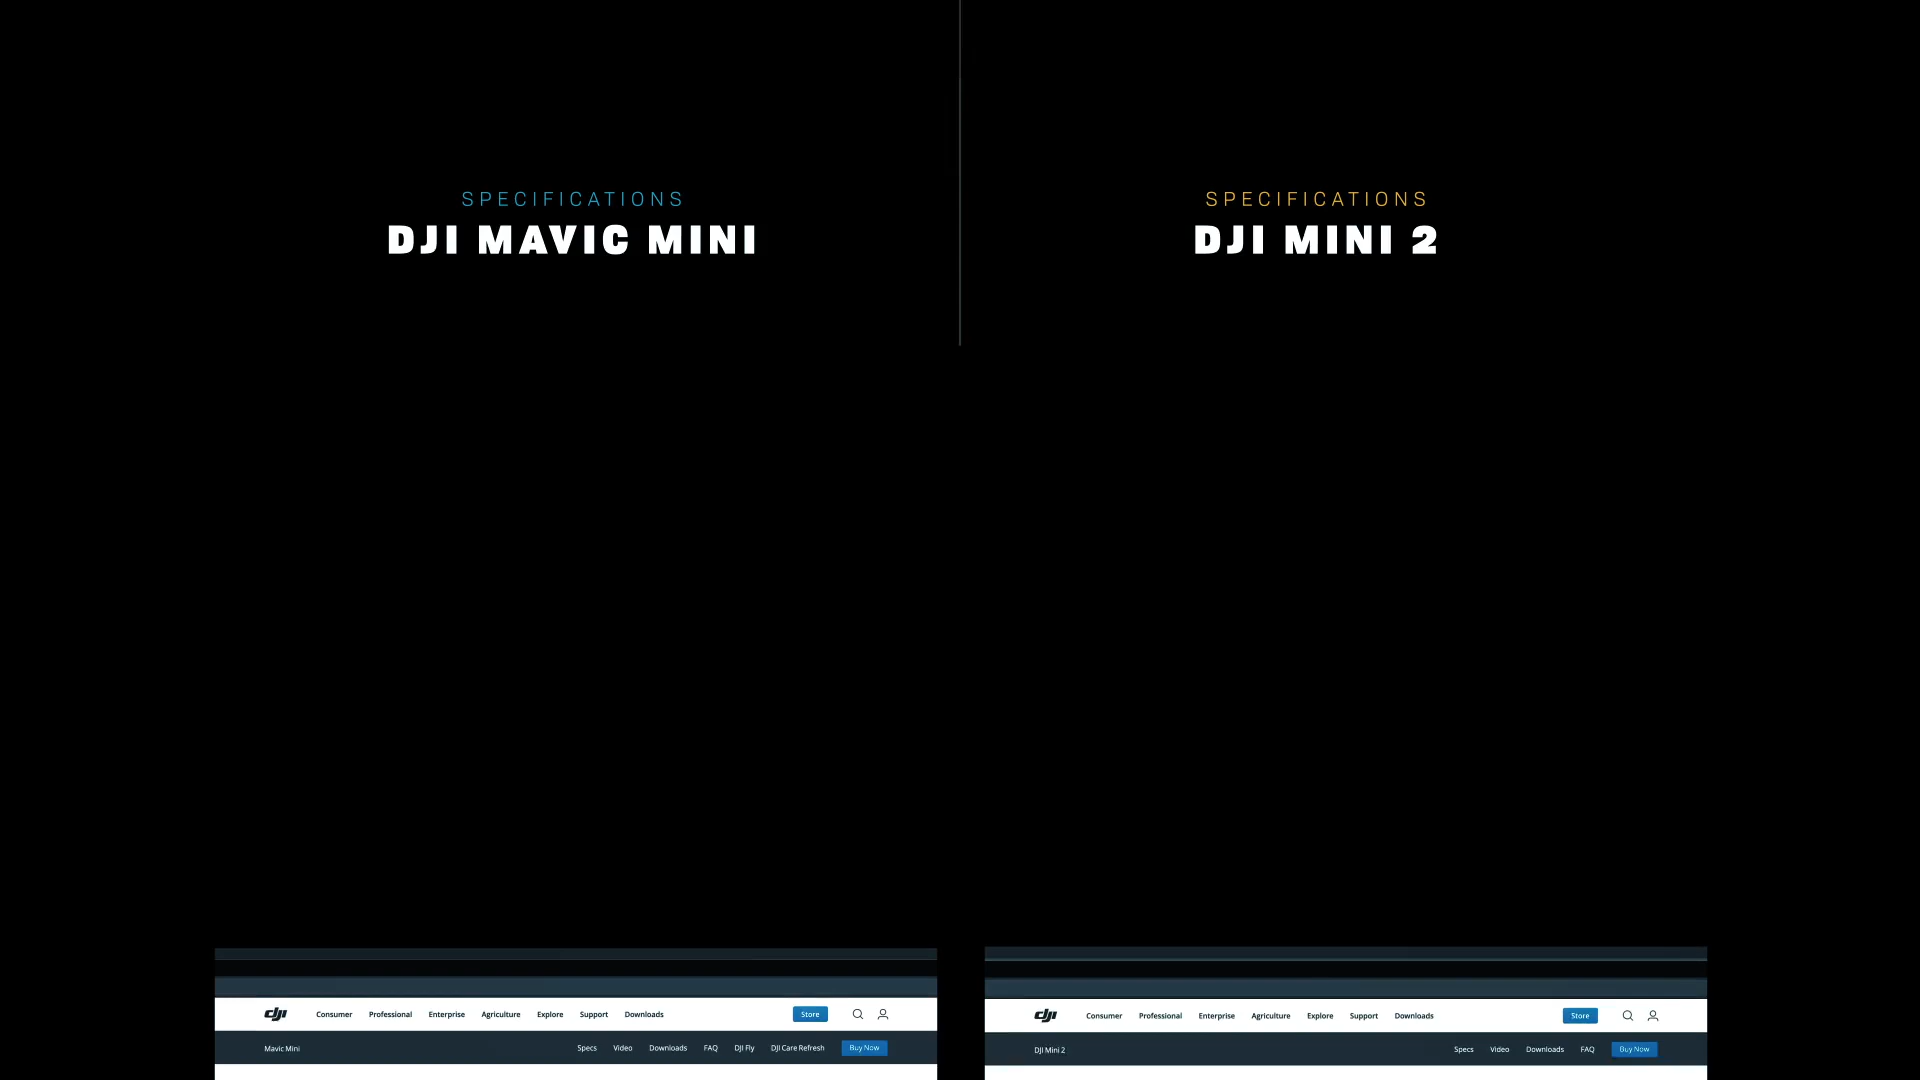 SPECIFICATIONS
DJI MAVIC MINI
SPECIFICATIONS
DJI MINI 2
dji Consumer Professional Enterprise Agriculture Explore Support Downloads Store
Mavic Mini Specs Video Downloads FAQ DJI Fly DJI Care Refresh Buy Now
dji Consumer Professional Enterprise Agriculture Explore Support Downloads Store
DJI Mini 2 Specs Video Downloads FAQ Buy Now